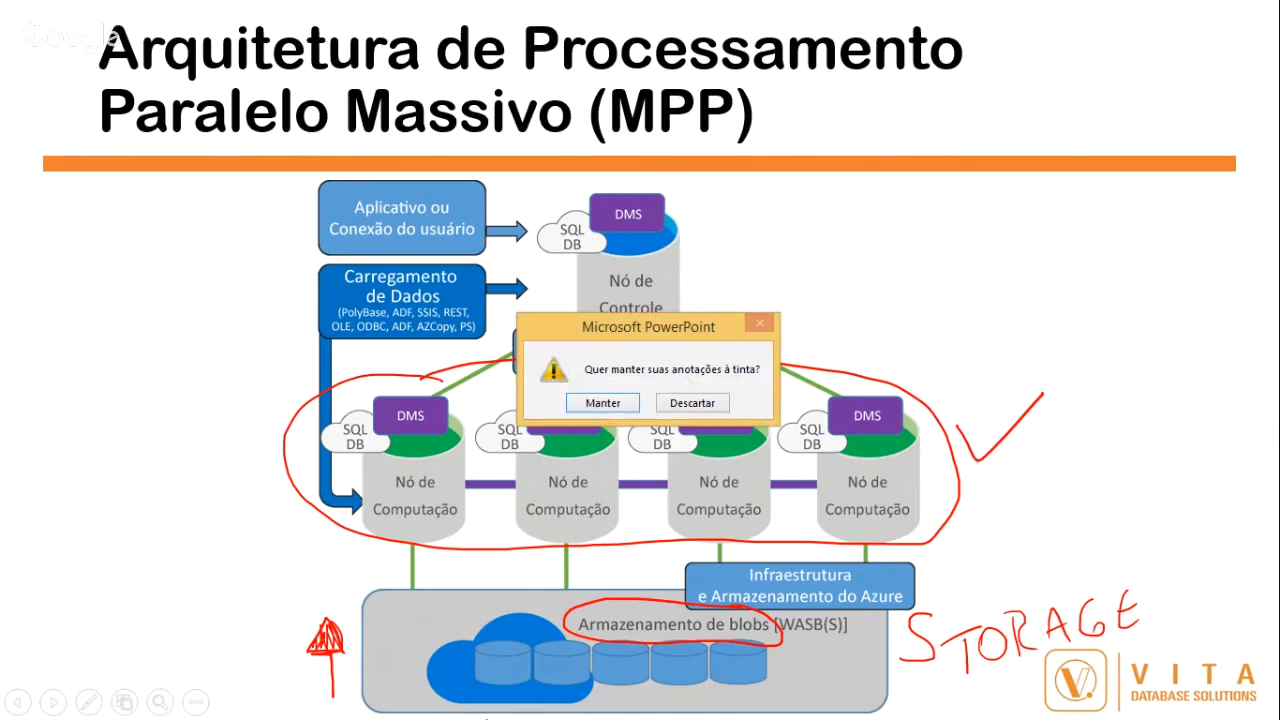 Google
Arquitetura de Processamento
Paralelo Massivo (MPP)
Aplicativo ou
Conexão do usuário
DMS
SQL
DB
Nó de
Controle
Carregamento
de Dados
(PolyBase, ADF, SSIS, REST,
OLE, ODBC, ADF, AZCopy, PS)
Microsoft PowerPoint
Quer manter suas anotações à tinta?
Manter
Descartar
DMS
SQL
DB
Nó de
Computação
SQL
DB
Nó de
Computação
SQL
DB
Nó de
Computação
DMS
SQL
DB
Nó de
Computação
Infraestrutura
e Armazenamento do Azure
Armazenamento de blobs [WASB(S)]
STORAGE
VITA
DATABASE SOLUTIONS